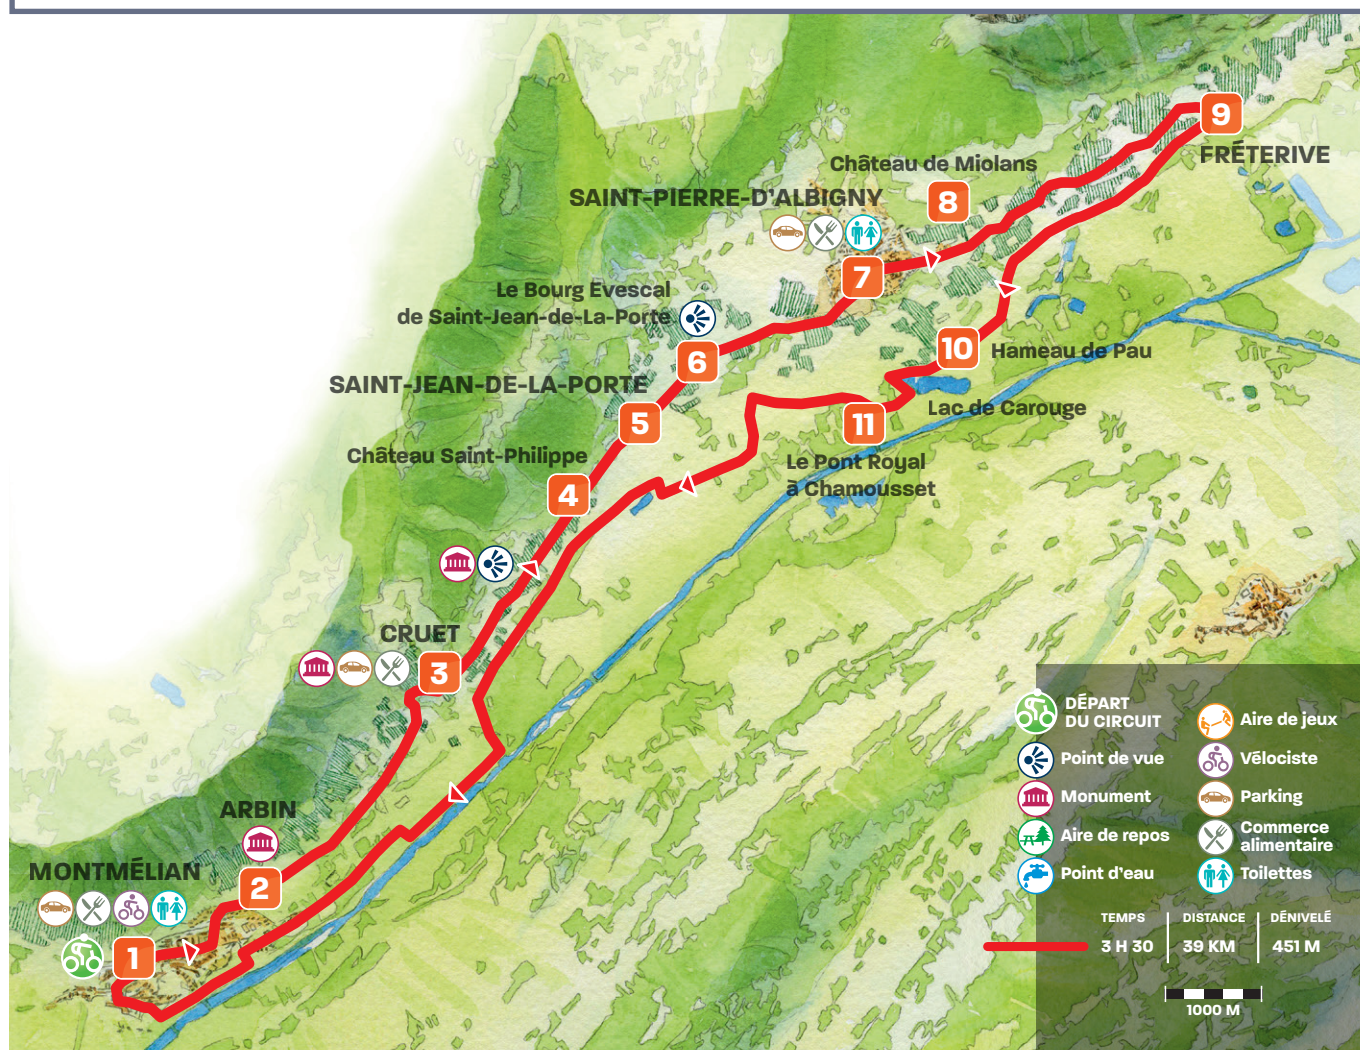 9
FRÉTERIVE
Château de Miolans
8
SAINT-PIERRE-D'ALBIGNY
7
Le Bourg Evescal
de Saint-Jean-de-La-Porte
6
10
Hameau de Pau
SAINT-JEAN-DE-LA-PORTE
5
11
Lac de Carouge
Château Saint-Philippe
4
Le Pont Royal
à Chamousset
CRUET
3
ARBIN
2
MONTMÉLIAN
1
DÉPART
DU CIRCUIT
Point de vue
Monument
Aire de repos
Point d'eau
Aire de jeux
Vélociste
Parking
Commerce
alimentaire
Toilettes
TEMPS
3 H 30
DISTANCE
39 KM
DÉNIVELÉ
451 M
1000 M